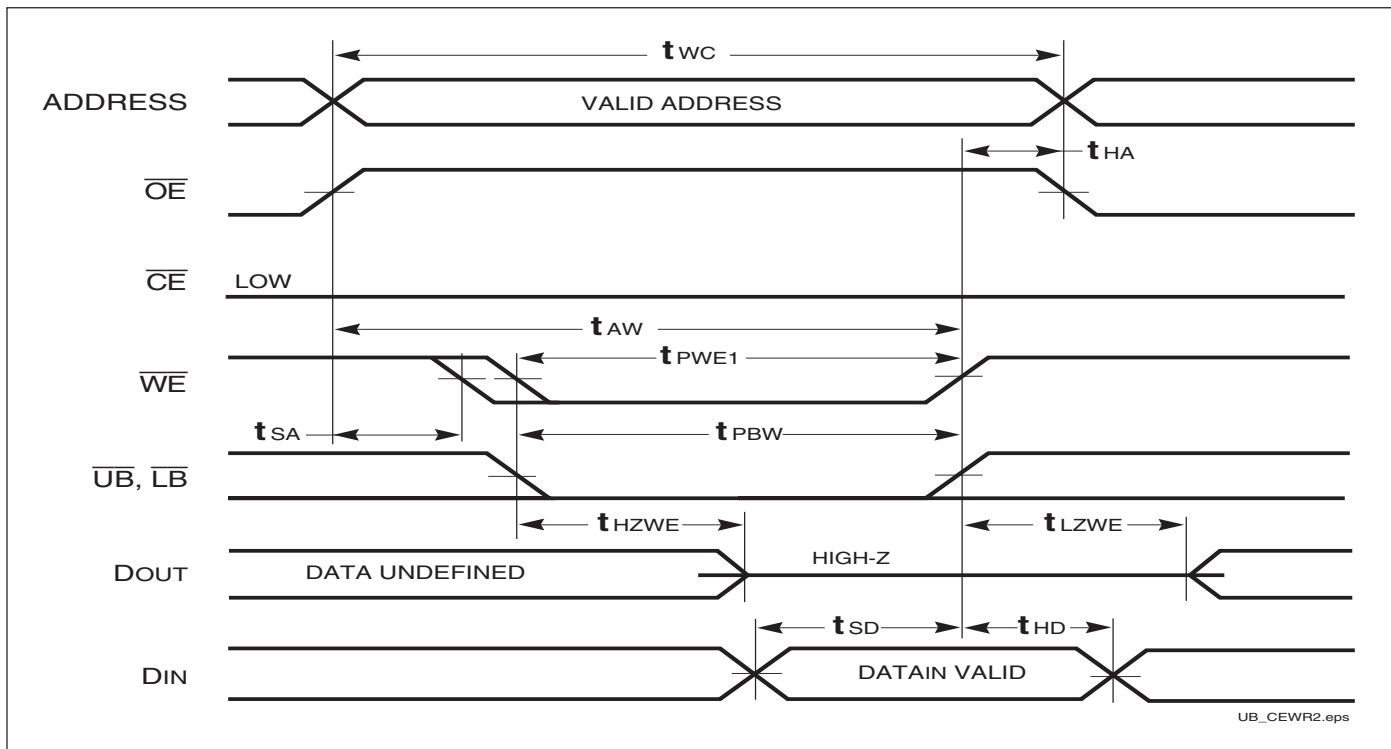 tWC
ADDRESS VALID ADDRESS
tHA
OE
CE LOW
tAW
tPWE1
WE
tSA tPBW
UB, LB
tHZWE tLZWE
DOUT DATA UNDEFINED HIGH-Z
tSD tHD
DIN DATAIN VALID
UB_CEWR2.eps